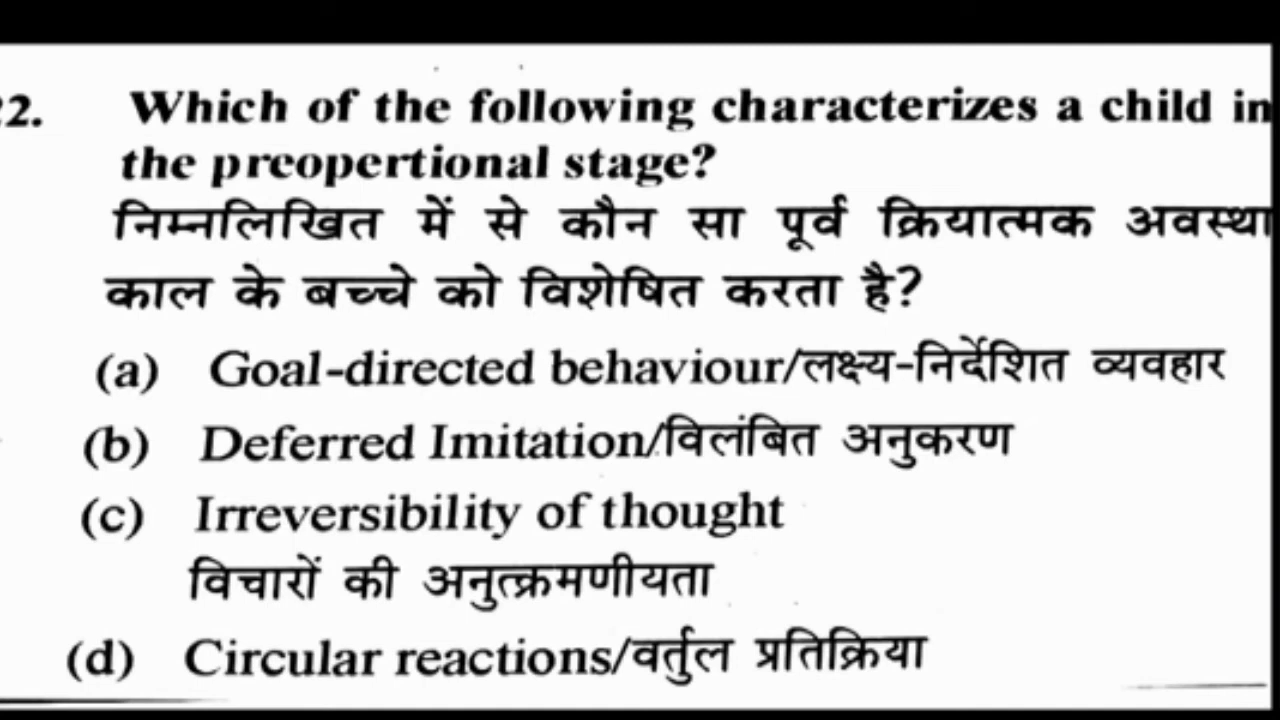 22. Which of the following characterizes a child in
the preopertional stage?
निम्नलिखित में से कौन सा पूर्व क्रियात्मक अवस्था
काल के बच्चे को विशेषित करता है?
(a) Goal-directed behaviour/लक्ष्य-निर्देशित व्यवहार
(b) Deferred Imitation/विलंबित अनुकरण
(c) Irreversibility of thought
विचारों की अनुत्क्रमणीयता
(d) Circular reactions/वर्तुल प्रतिक्रिया